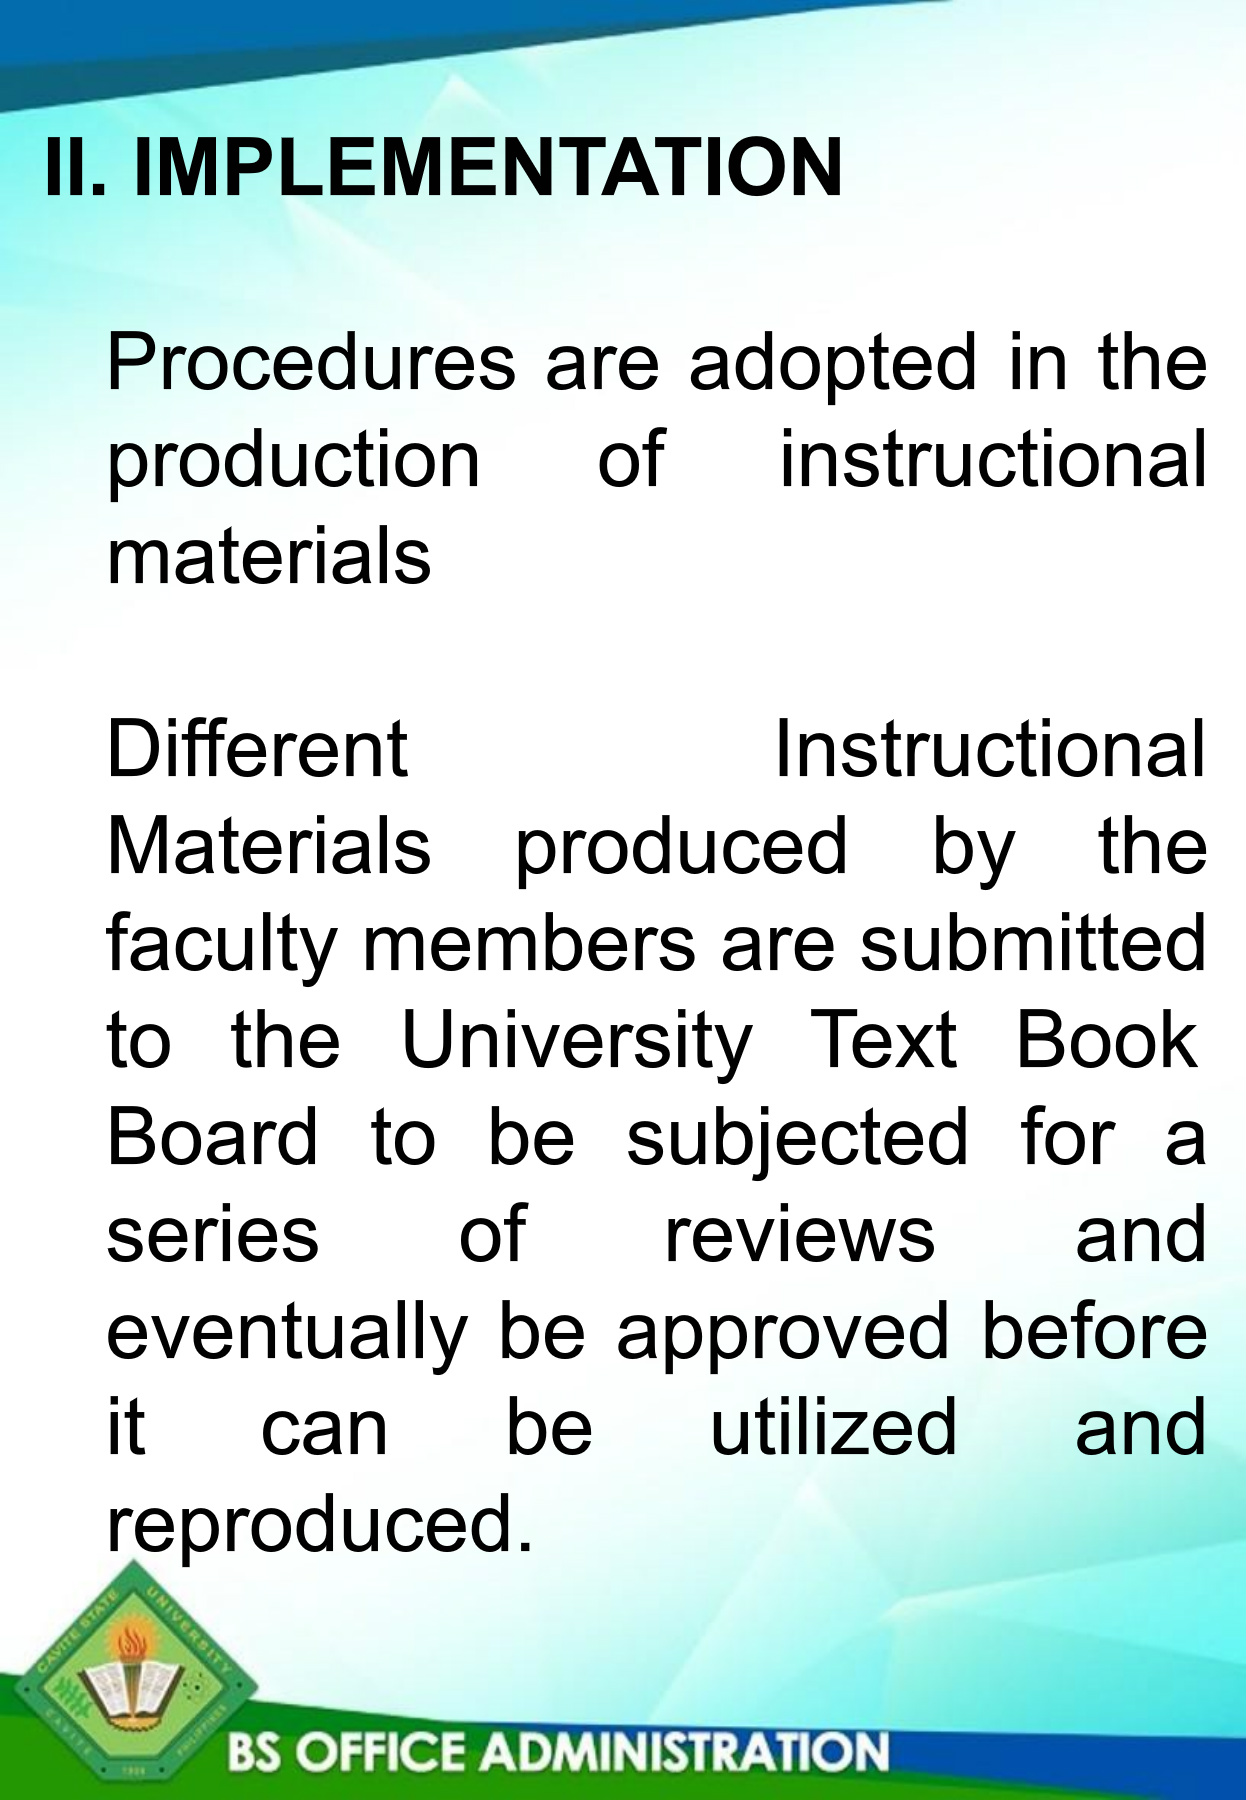 II. IMPLEMENTATION
Procedures are adopted in the
production of instructional
materials
Different Instructional
Materials produced by the
faculty members are submitted
to the University Text Book
Board to be subjected for a
series of reviews and
eventually be approved before
it can be utilized and
reproduced.
CAVITE STATE UNIVERSITY
CAVITE PHILIPPINES
1906
BS OFFICE ADMINISTRATION